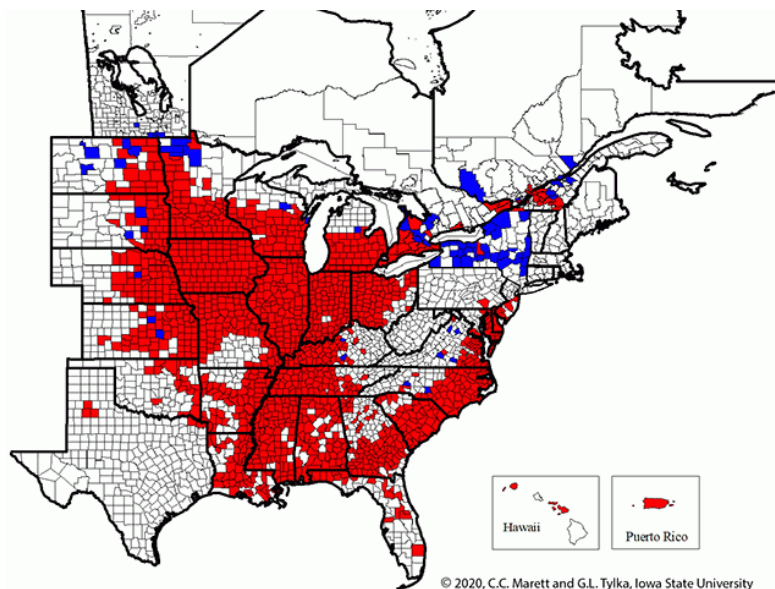 Hawaii
Puerto Rico
© 2020, C.C. Marett and G.L. Tylka, Iowa State University